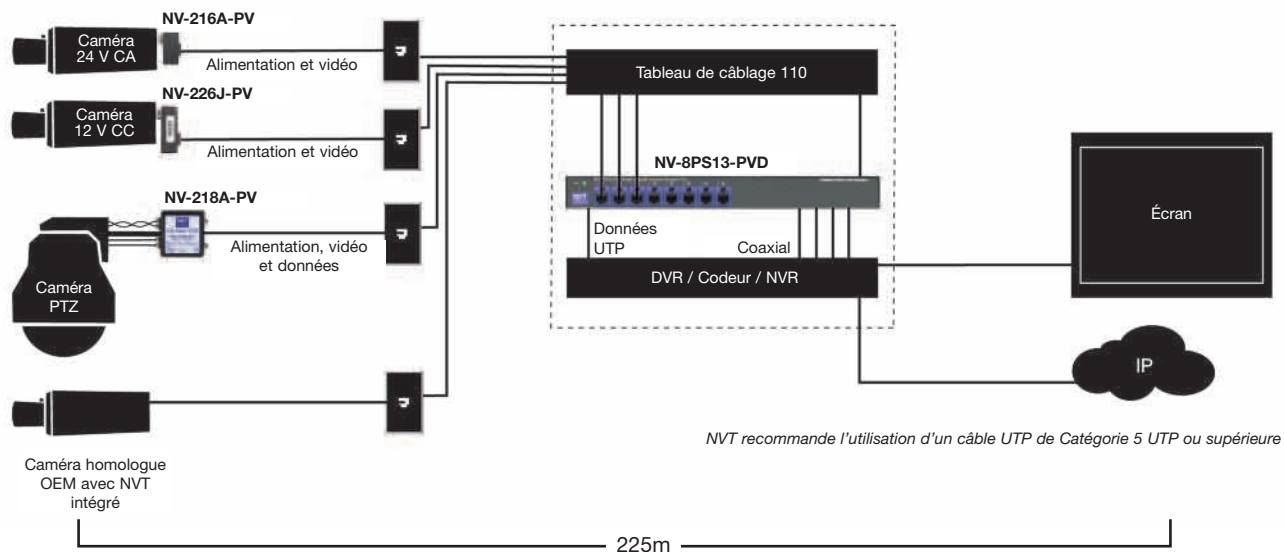 NV-216A-PV
Caméra
24 V CA
Alimentation et vidéo
NV-226J-PV
Caméra
12 V CC
Alimentation et vidéo
NV-218A-PV
Alimentation, vidéo
et données
Caméra
PTZ
Caméra homologue
OEM avec NVT
intégré
Tableau de câblage 110
NV-8PS13-PVD
Données
UTP
Coaxial
DVR / Codeur / NVR
Écran
IP
NVT recommande l'utilisation d'un câble UTP de Catégorie 5 UTP ou supérieure
225m